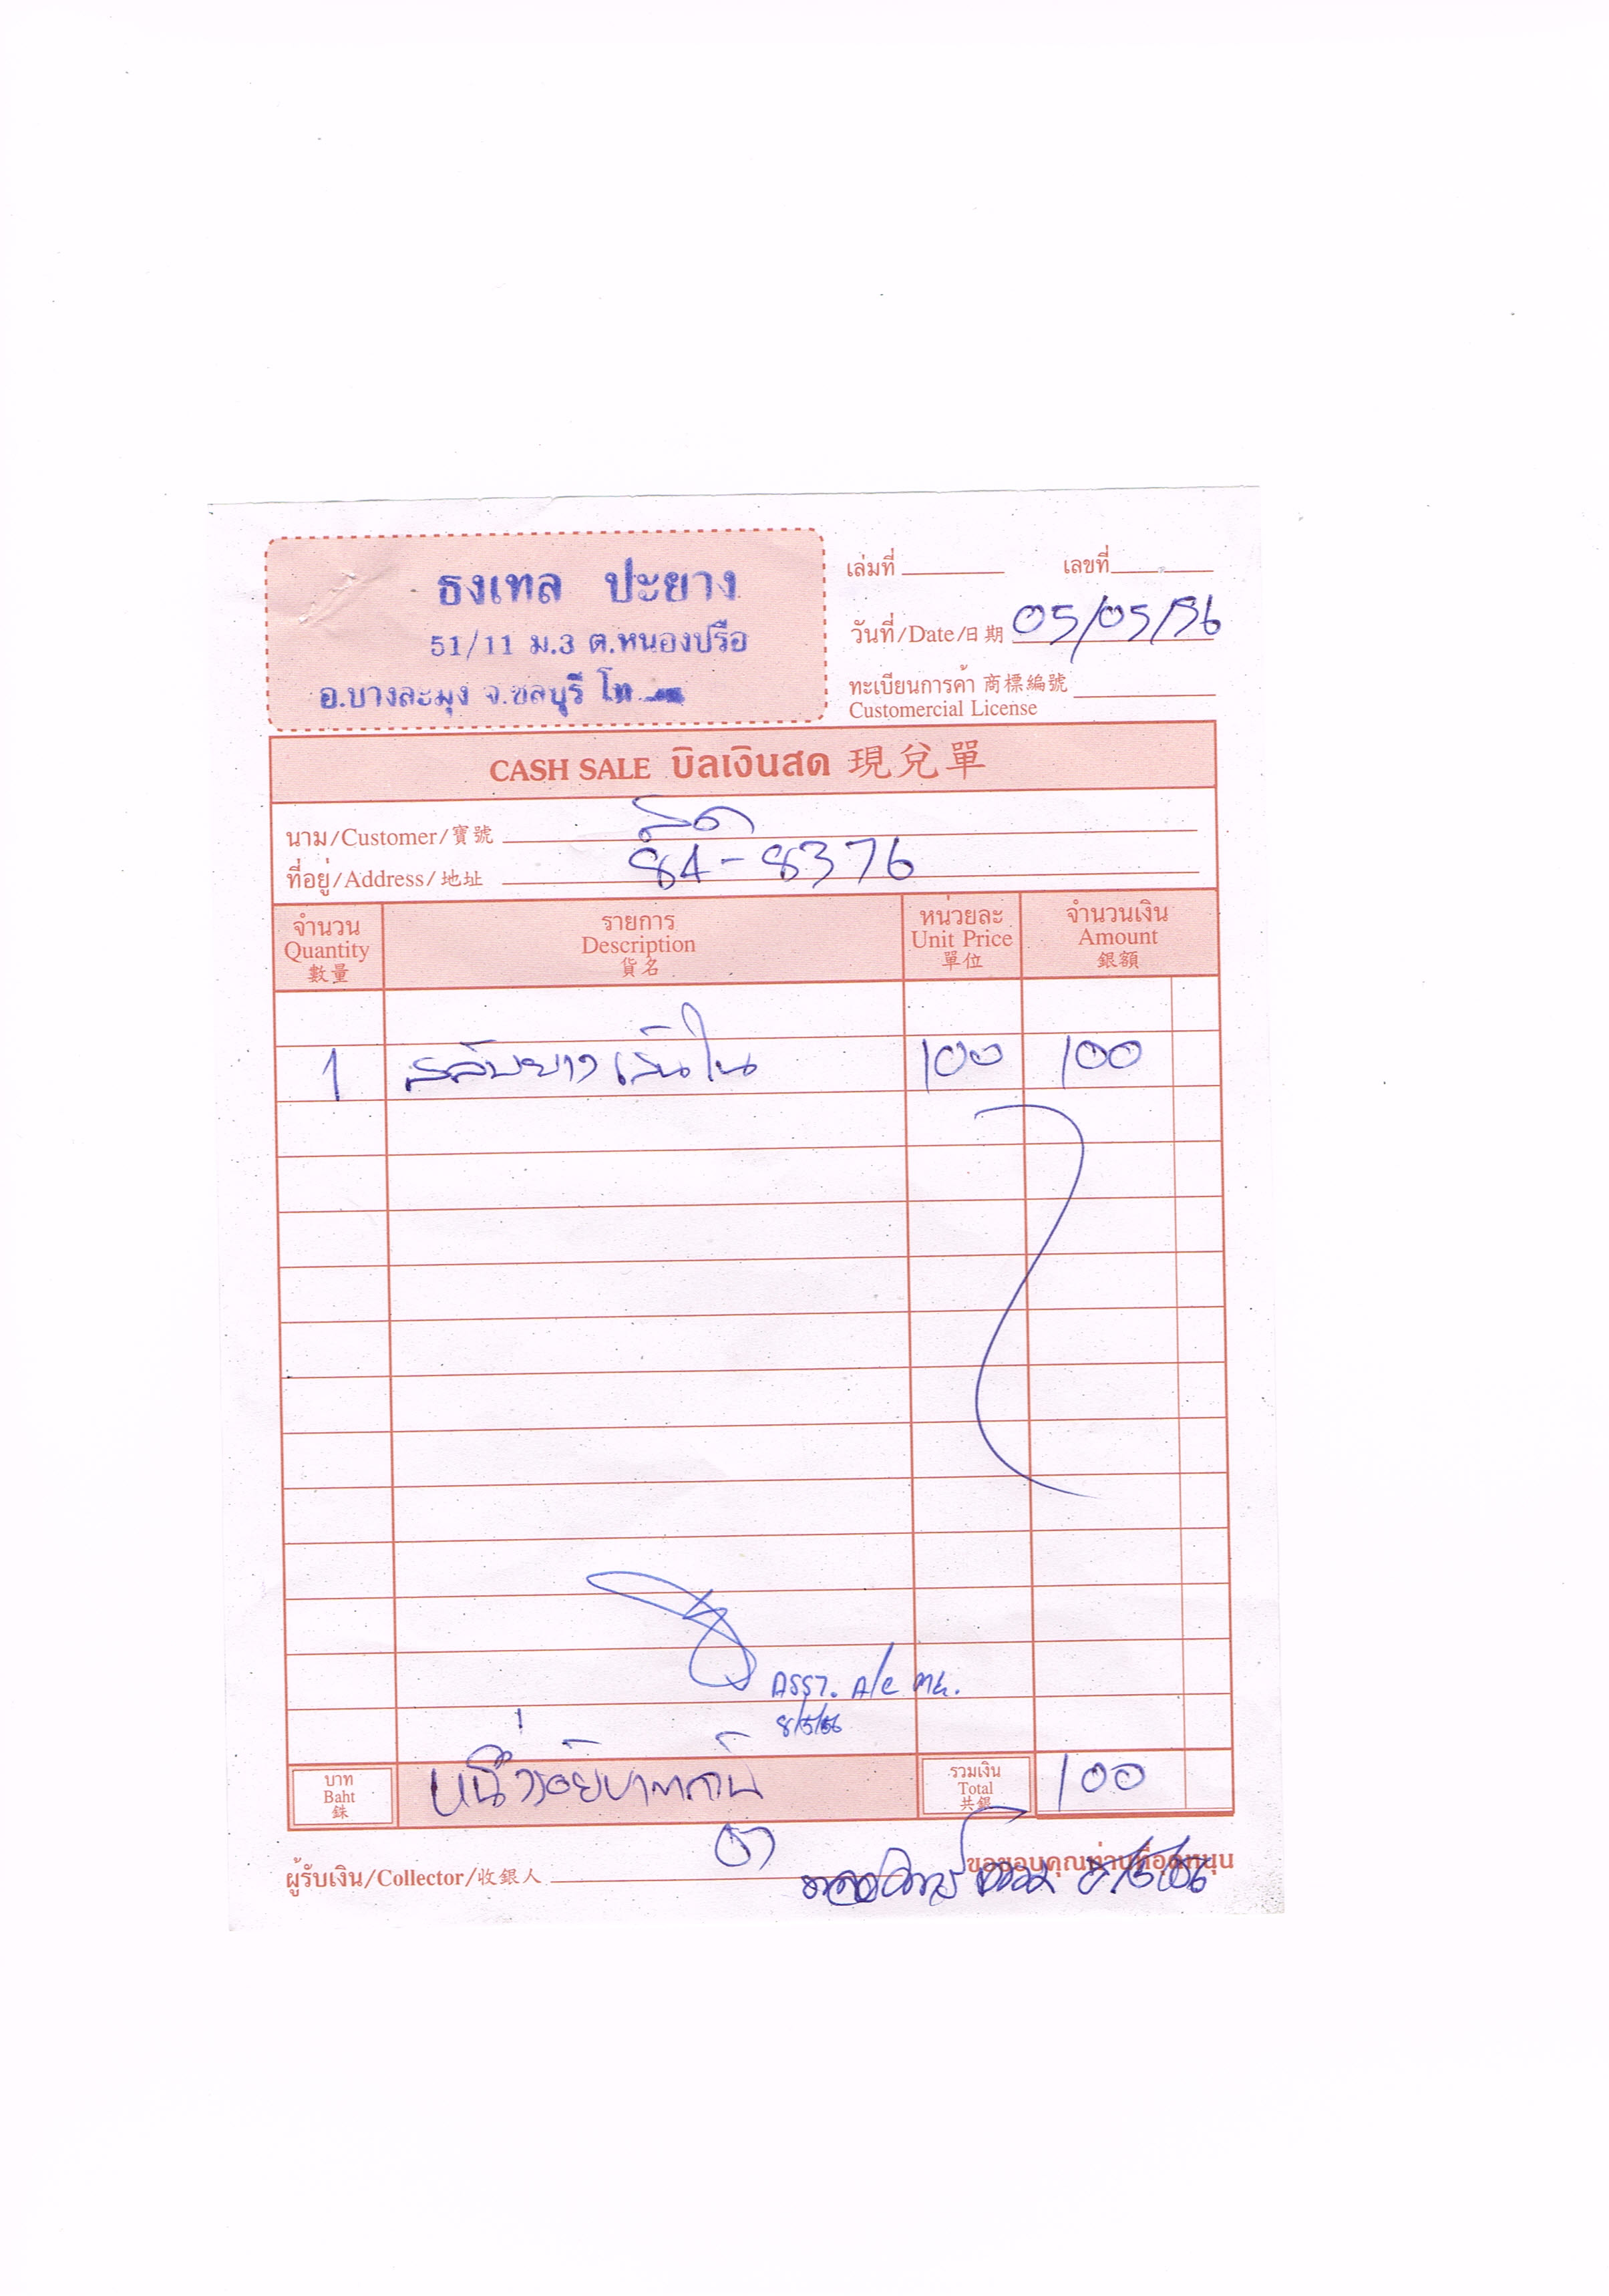 ธงเทล ปะยาง
51/11 ม.3 ต.หนองปรือ
อ.บางละมุง จ.ชลบุรี โท
เล่มที่ เลขที่
วันที่/Date/日期 05/05/56
ทะเบียนการค้า 商標編號
Customercial License
CASH SALE บิลเงินสด 現兌單
นาม/Customer/寶號
ที่อยู่/Address/地址 84-8376
จำนวน รายการ หน่วยละ จำนวนเงิน
Quantity Description Unit Price Amount
數量 貨名 單位 銀額
1 สลับยาง เส้นใน 100 100
ASST. A/C
8/5/56
บาท หนึ่งร้อยบาทถ้วน รวมเงิน 100
Baht Total
銖 共銀
ผู้รับเงิน/Collector/收銀人
ขอขอบคุณท่านที่อุดหนุน
8/5/56